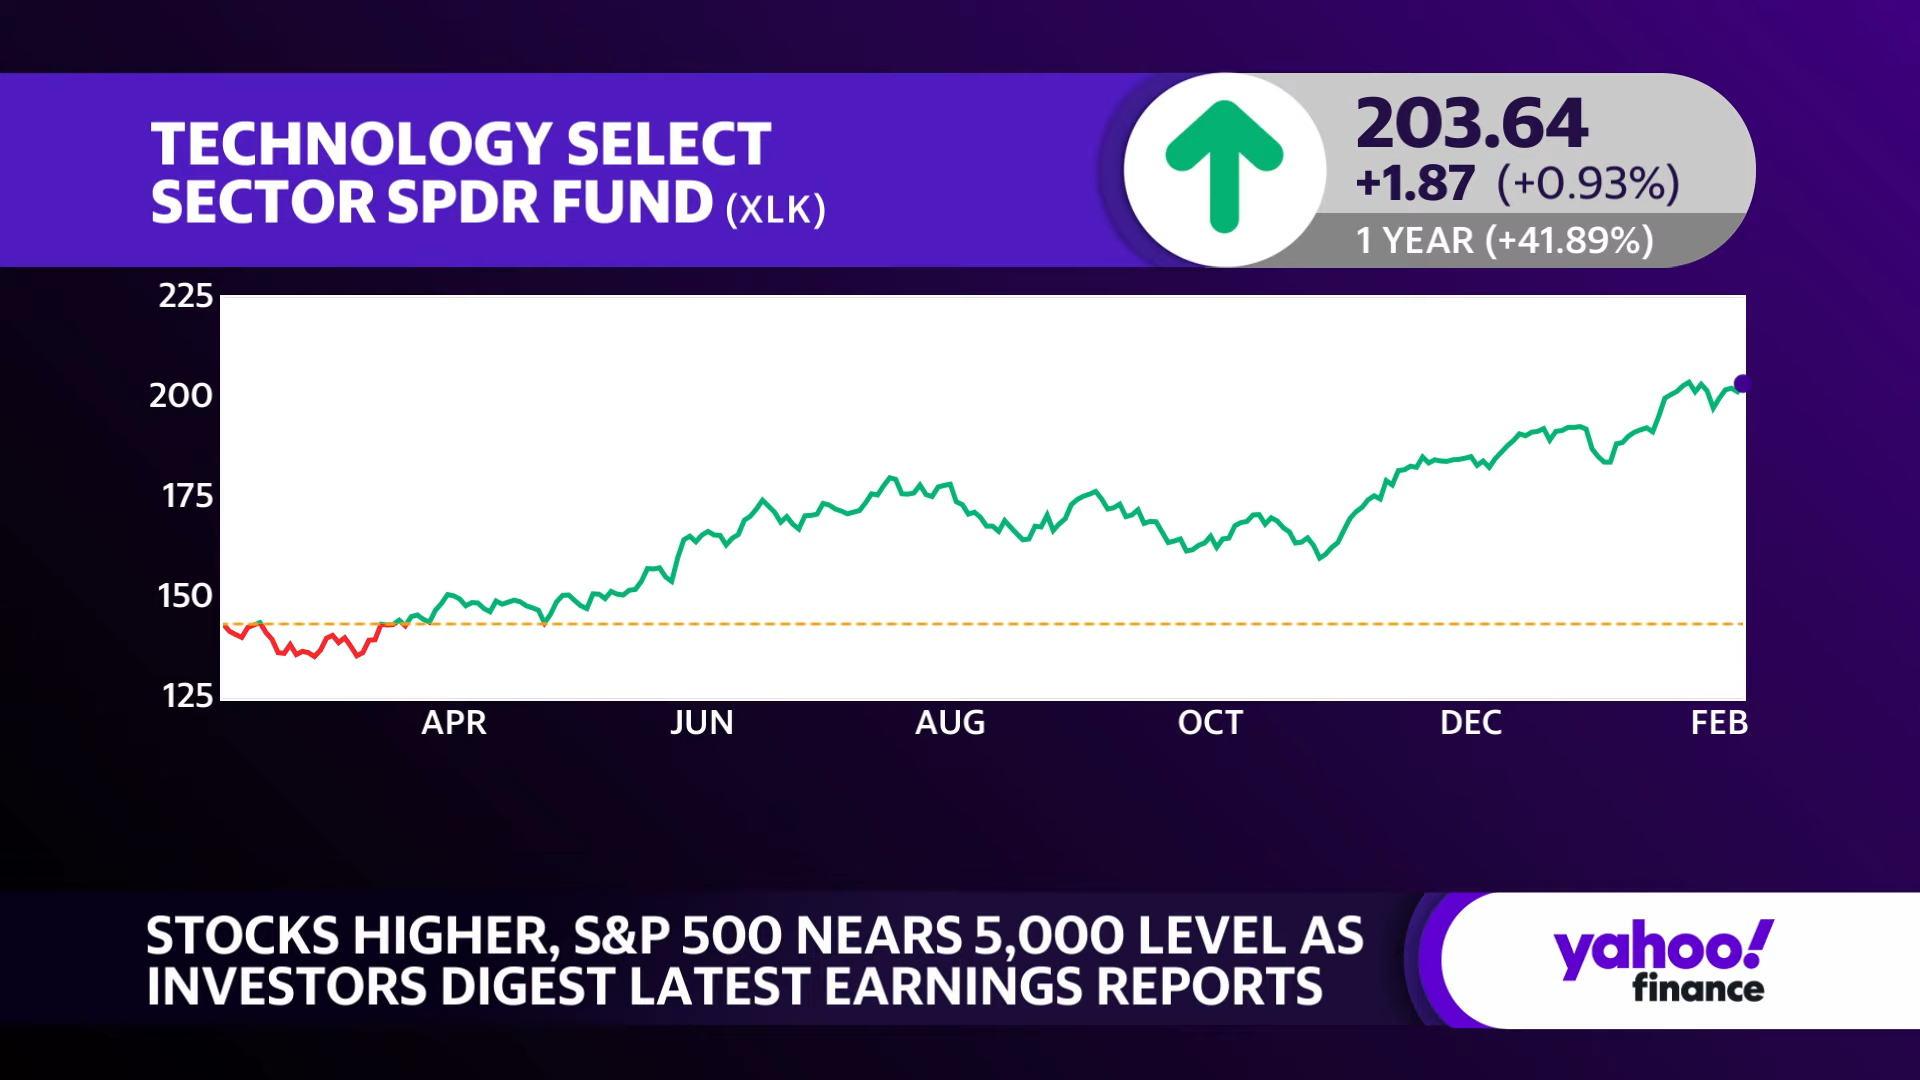 TECHNOLOGY SELECT
SECTOR SPDR FUND (XLK)
203.64
+1.87 (+0.93%)
1 YEAR (+41.89%)
225
200
175
150
125
APR JUN AUG OCT DEC FEB
STOCKS HIGHER, S&P 500 NEARS 5,000 LEVEL AS
INVESTORS DIGEST LATEST EARNINGS REPORTS
yahoo!
finance